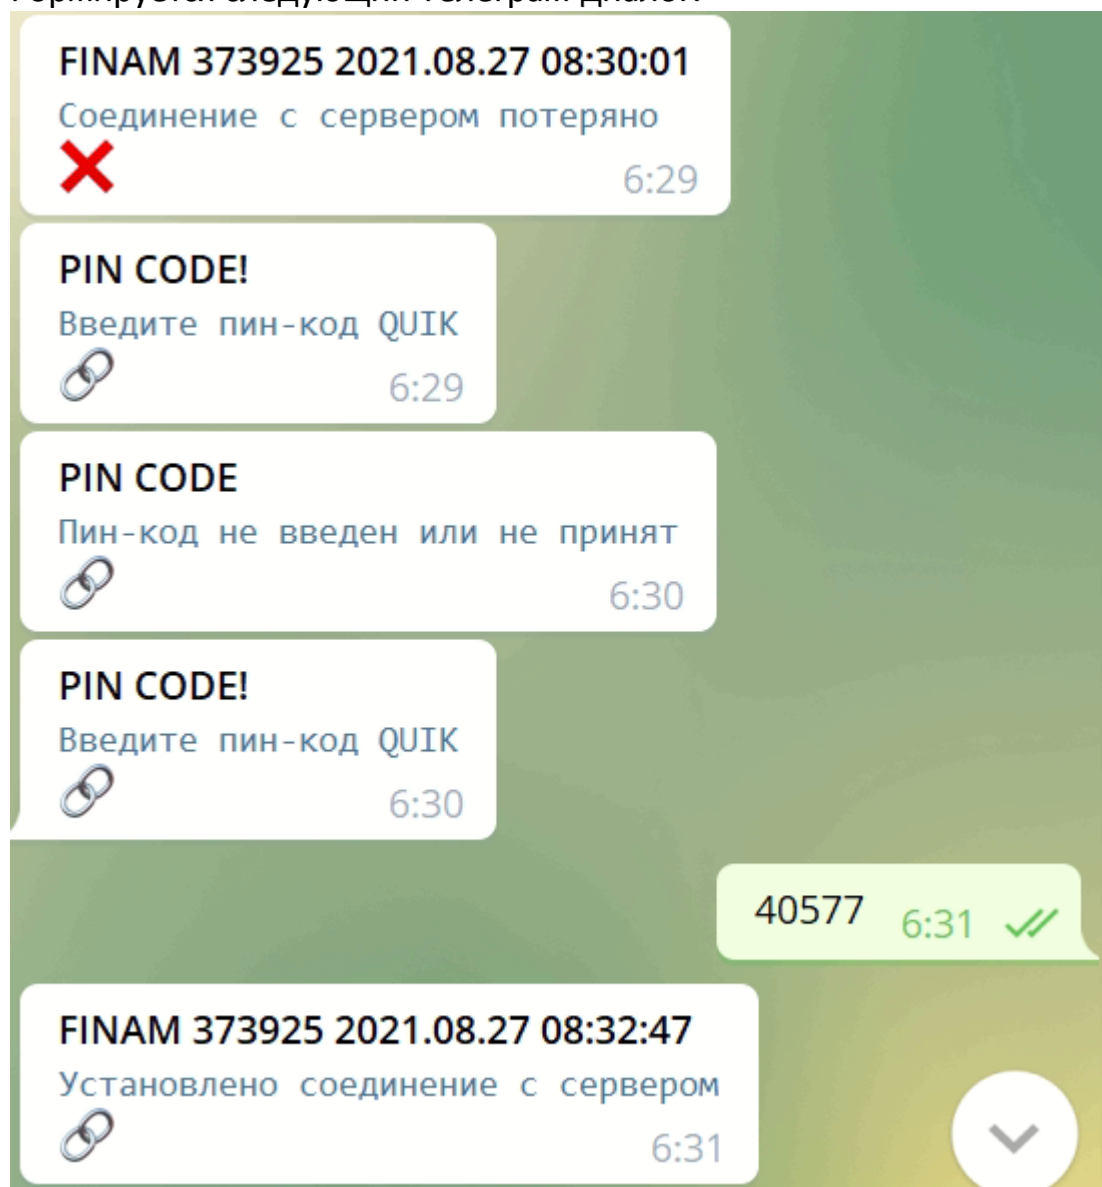 FINAM 373925 2021.08.27 08:30:01
Соединение с сервером потеряно
6:29
PIN CODE!
Введите пин-код QUIK
6:29
PIN CODE
Пин-код не введен или не принят
6:30
PIN CODE!
Введите пин-код QUIK
6:30
40577 6:31
FINAM 373925 2021.08.27 08:32:47
Установлено соединение с сервером
6:31